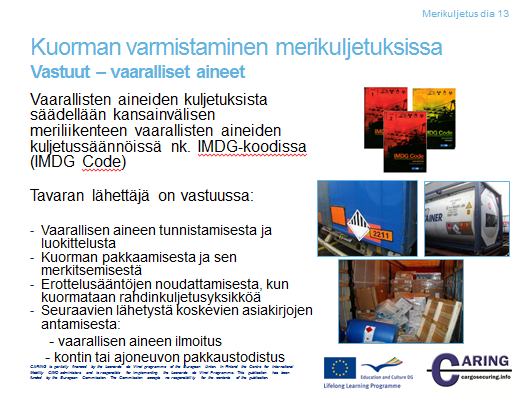 Merikuljetus dia 13
Kuorman varmistaminen merikuljetuksissa
Vastuut – vaaralliset aineet
Vaarallisten aineiden kuljetuksista
säädellään kansainvälisen
meriliikenteen vaarallisten aineiden
kuljetussäännöissä nk. IMDG-koodissa
(IMDG Code)
Tavaran lähettäjä on vastuussa:
- Vaarallisen aineen tunnistamisesta ja
luokittelusta
- Kuorman pakkaamisesta ja sen
merkitsemisestä
- Erottelusääntöjen noudattamisesta, kun
kuormataan rahdinkuljetusyksikköä
- Seuraavien lähetystä koskevien asiakirjojen
antamisesta:
- vaarallisen aineen ilmoitus
- kontin tai ajoneuvon pakkaustodistus
IMDG Code
IMDG Code
IMDG Code
3211
CARING is partially financed by the Leonardo da Vinci programme of the European Union. In Finland the Centre for International
Mobility CIMO administers and is responsible for implementing the Leonardo da Vinci Programme. This publication has been
funded by the European Commission. The Commission accepts no responsibility for the contents of the publication.
Education and Culture DG
Lifelong Learning Programme
CARING
cargosecuring.info